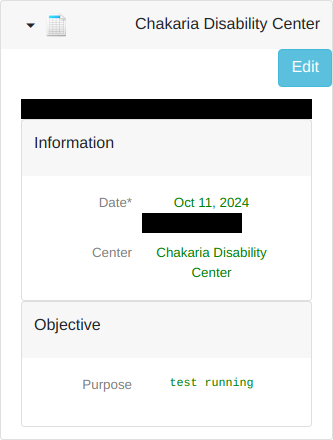 Chakaria Disability Center
Edit
Information
Date* Oct 11, 2024
Center Chakaria Disability
Center
Objective
Purpose test running